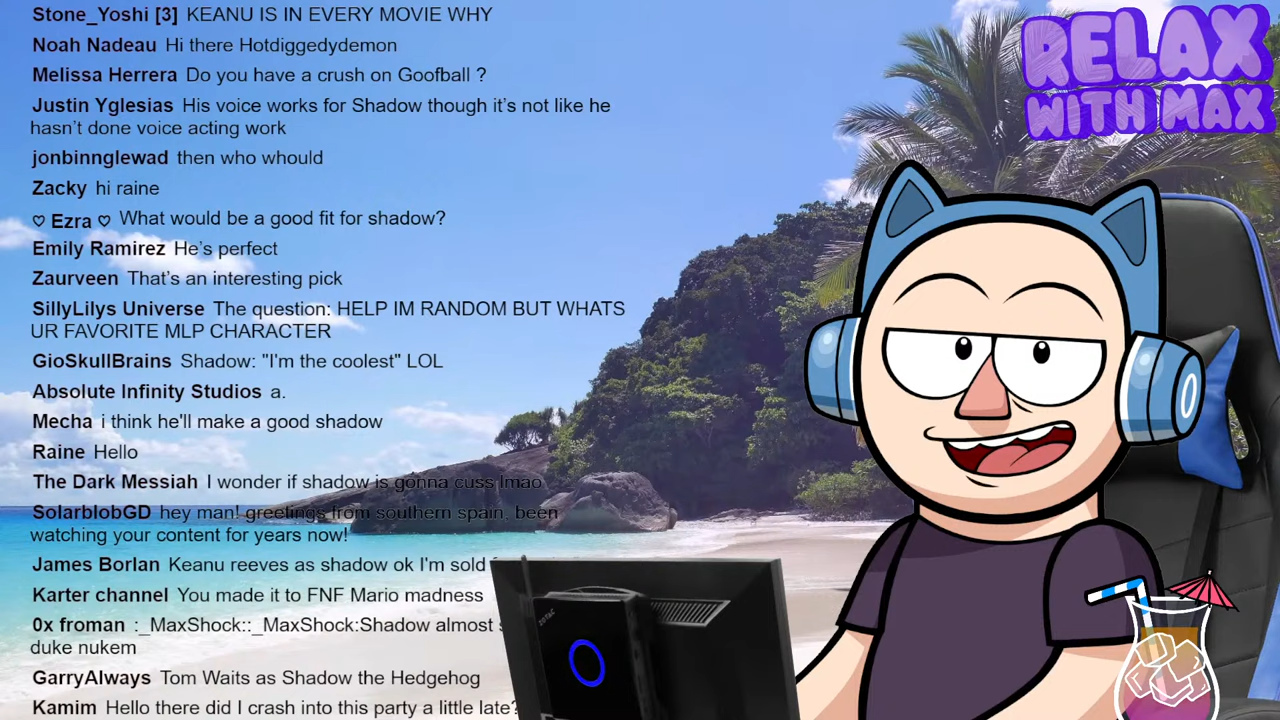 Stone_Yoshi [3] KEANU IS IN EVERY MOVIE WHY
Noah Nadeau Hi there Hotdiggedydemon
Melissa Herrera Do you have a crush on Goofball ?
Justin Yglesias His voice works for Shadow though it's not like he
hasn't done voice acting work
jonbinnglewad then who whould
Zacky hi raine
♡ Ezra ♡ What would be a good fit for shadow?
Emily Ramirez He's perfect
Zaurveen That's an interesting pick
SillyLilys Universe The question: HELP IM RANDOM BUT WHATS
UR FAVORITE MLP CHARACTER
GioSkullBrains Shadow: "I'm the coolest" LOL
Absolute Infinity Studios a.
Mecha i think he'll make a good shadow
Raine Hello
The Dark Messiah I wonder if shadow is gonna cuss lmao
SolarblobGD hey man! greetings from southern spain, been
watching your content for years now!
James Borlan Keanu reeves as shadow ok I'm sold
Karter channel You made it to FNF Mario madness
0x froman :_MaxShock::_MaxShock:Shadow almost
duke nukem
GarryAlways Tom Waits as Shadow the Hedgehog
Kamim Hello there did I crash into this party a little late?
RELAX
WITH MAX
ZOTAC